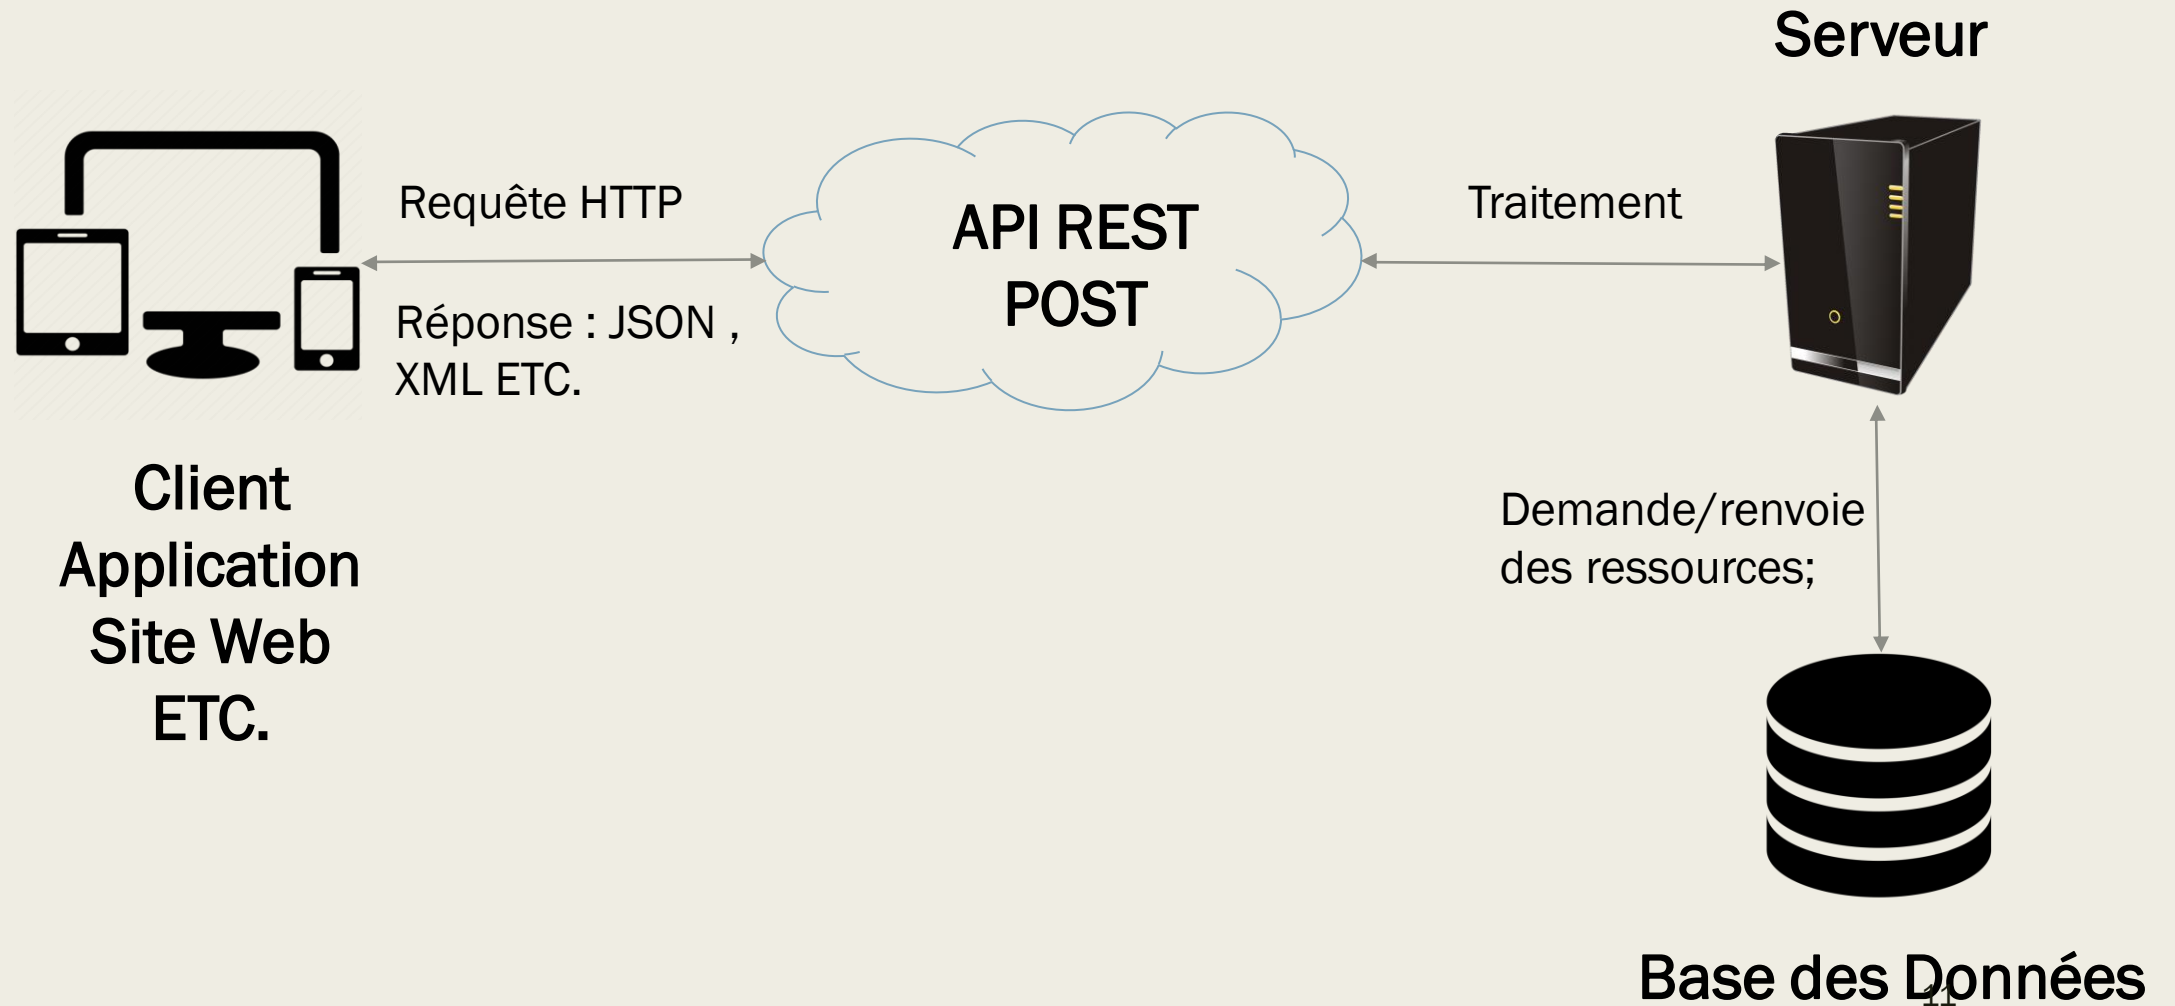 Serveur
Requête HTTP
Réponse : JSON ,
XML ETC.
API REST
POST
Traitement
Client
Application
Site Web
ETC.
Demande/renvoie
des ressources;
Base des Données
11